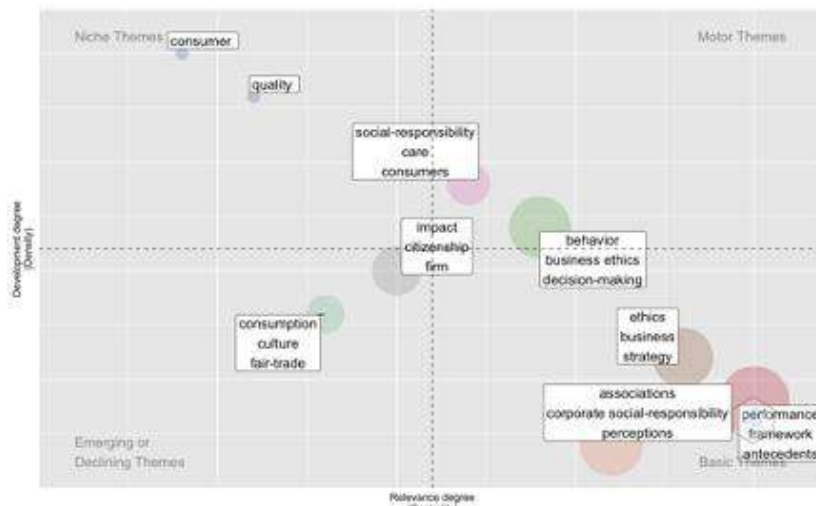 Niche Themes
consumer
Motor Themes
quality
social-responsibility
care
consumers
impact
citizenship
firm
behavior
business ethics
decision-making
consumption
culture
fair-trade
ethics
business
strategy
associations
corporate social-responsibility
perceptions
performance
framework
antecedents
Emerging or
Declining Themes
Basic Themes
Development degree
(Density)
Relevance degree